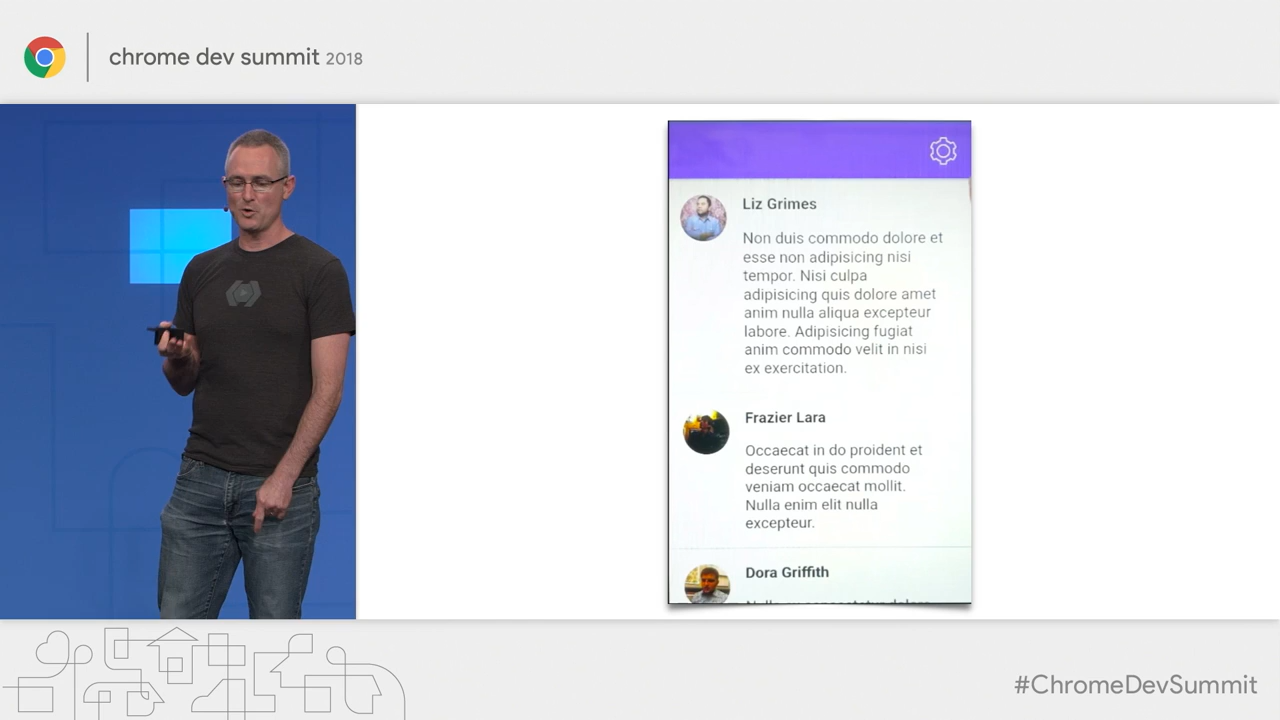 chrome dev summit 2018
Liz Grimes
Non duis commodo dolore et
esse non adipisicing nisi
tempor. Nisi culpa
adipisicing quis dolore amet
anim nulla aliqua excepteur
labore. Adipisicing fugiat
anim commodo velit in nisi
ex exercitation.
Frazier Lara
Occaecat in do proident et
deserunt quis commodo
veniam occaecat mollit.
Nulla enim elit nulla
excepteur.
Dora Griffith
#ChromeDevSummit